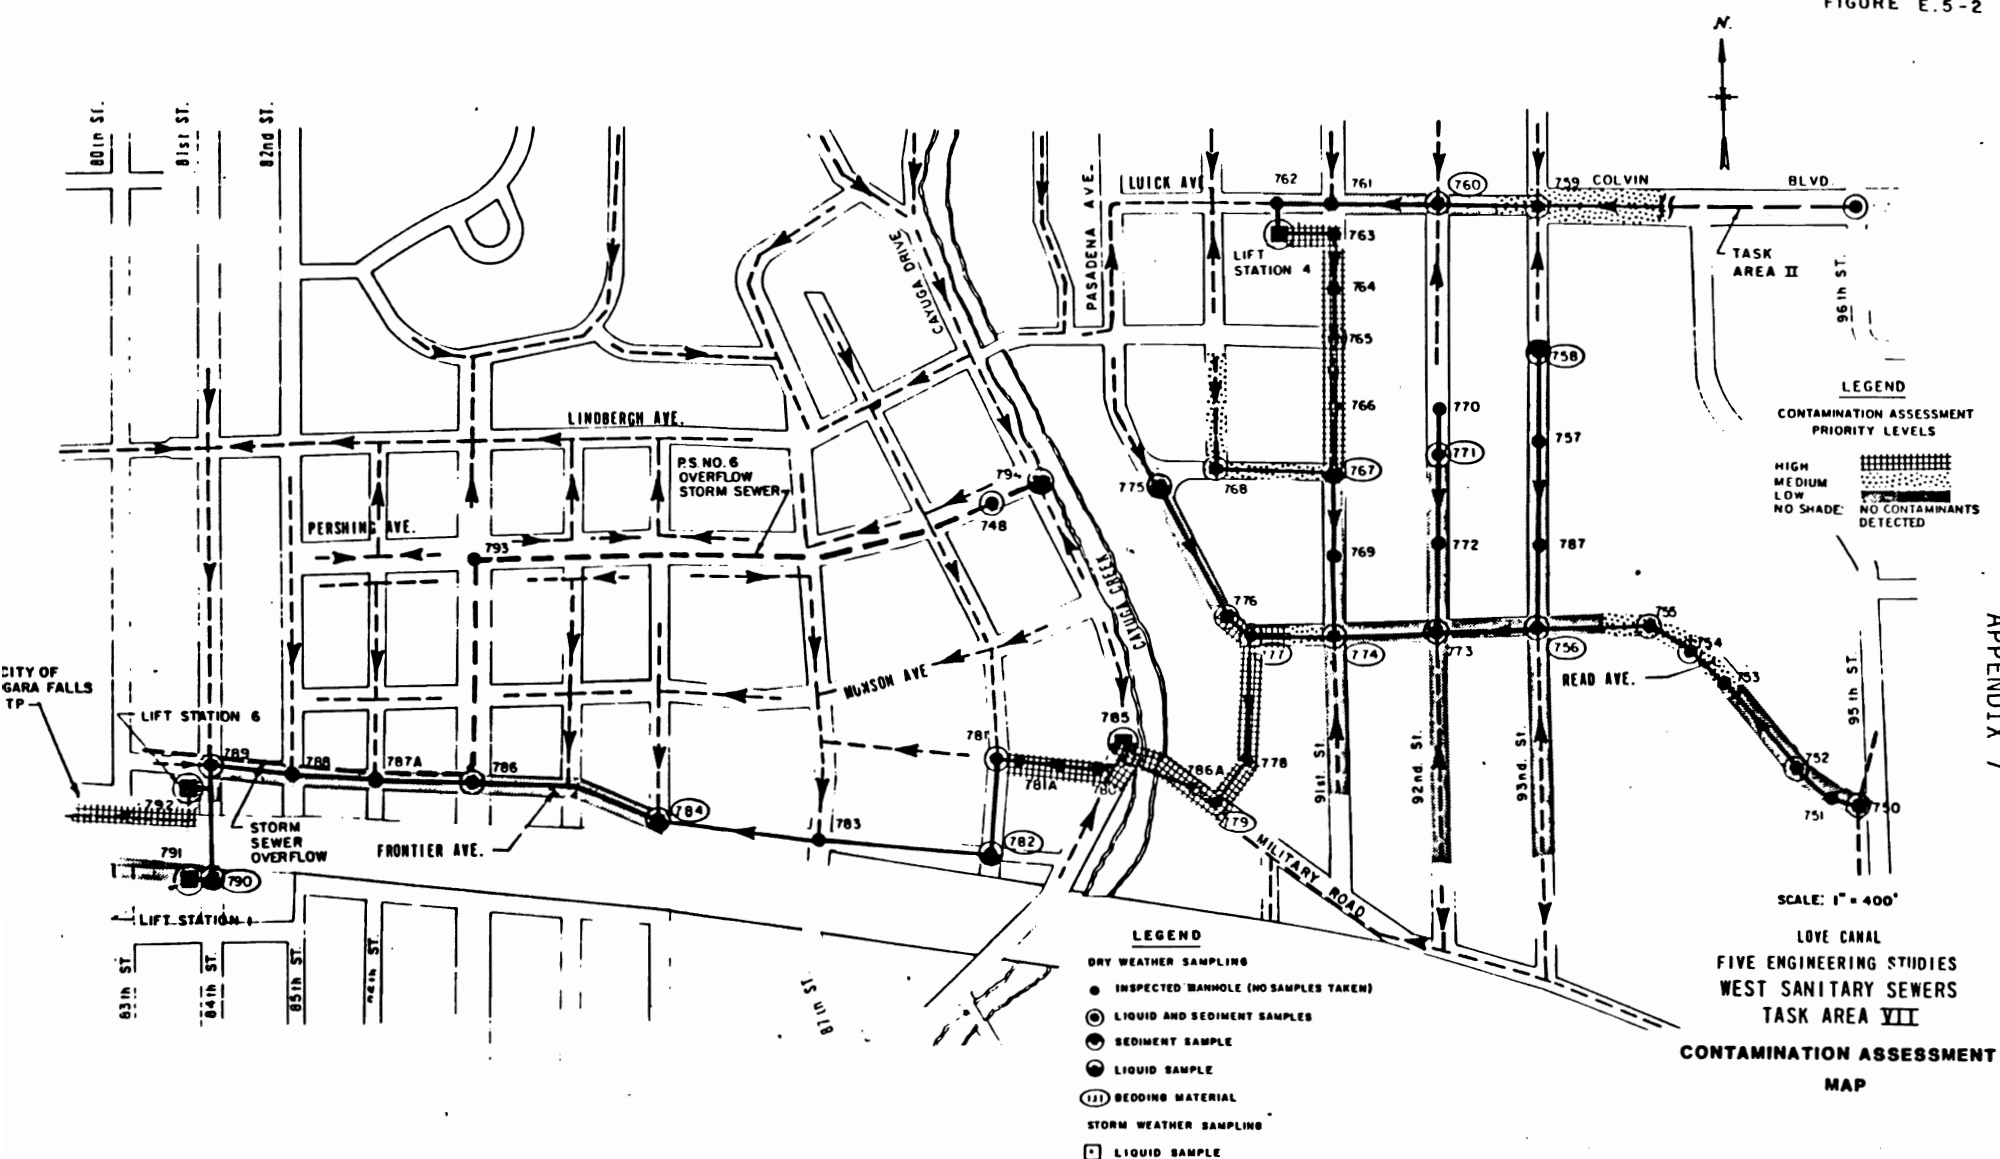 FIGURE E.5-2
N.
80th St.
81st ST.
82nd ST.
PASADENA AVE.
LUICK AVE
762
761
760
759
COLVIN
BLVD.
763
LIFT
STATION 4
764
765
766
TASK
AREA II
96th ST.
CAYUGA DRIVE
758
757
770
771
767
768
LEGEND
CONTAMINATION ASSESSMENT
PRIORITY LEVELS
HIGH
MEDIUM
LOW
NO SHADE: NO CONTAMINANTS
DETECTED
LINDBERGH AVE.
P.S. NO. 6
OVERFLOW
STORM SEWER
794
748
775
PERSHING AVE.
793
769
772
787
CAYUGA CREEK
776
777
774
773
756
755
754
753
READ AVE.
APPENDIX 7
95th ST.
MUNSON AVE
CITY OF
GARA FALLS
TP
LIFT STATION 6
789
788
787A
786
781
785
781A
786A
778
779
91st. St
92nd. St.
93nd. St.
752
751
750
792
STORM
SEWER
OVERFLOW
FRONTIER AVE.
784
783
782
MILITARY ROAD
791
790
LIFT STATION 1
83th ST.
84th ST.
85th ST.
87th ST
SCALE: 1" = 400'
LOVE CANAL
FIVE ENGINEERING STUDIES
WEST SANITARY SEWERS
TASK AREA VII
CONTAMINATION ASSESSMENT
MAP
LEGEND
DRY WEATHER SAMPLING
INSPECTED MANHOLE (NO SAMPLES TAKEN)
LIQUID AND SEDIMENT SAMPLES
SEDIMENT SAMPLE
LIQUID SAMPLE
BEDDING MATERIAL
STORM WEATHER SAMPLING
LIQUID SAMPLE